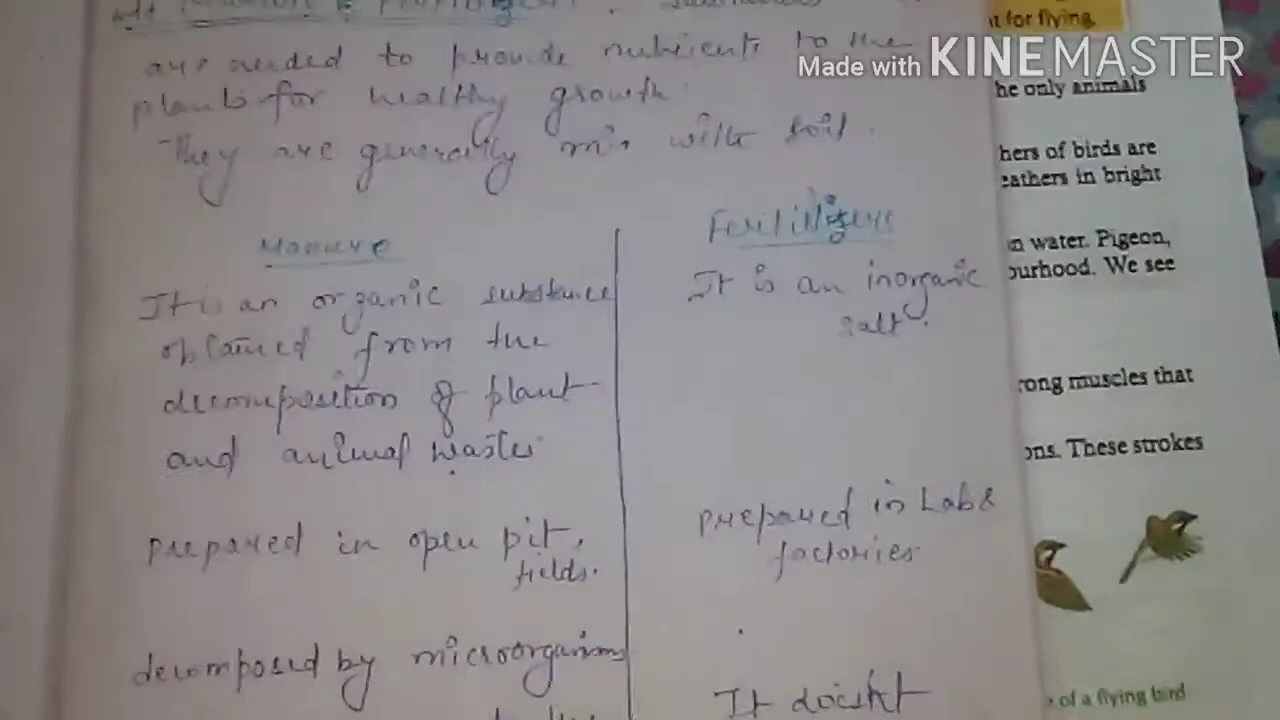 Made with KINEMASTER
are needed to provide nutrients to the
plants for healthy growth.
They are generally mix with soil.
Manure
It is an organic substance
obtained from the
decomposition of plant
and animal waste
prepared in open pit,
fields.
decomposed by microorganisms
to the
Fertilizers
It is an inorganic
salt.
prepared in Lab &
factories
It doesn't
t for flying.
he only animals
hers of birds are
eathers in bright
n water. Pigeon,
ourhood. We see
rong muscles that
ons. These strokes
of a flying bird